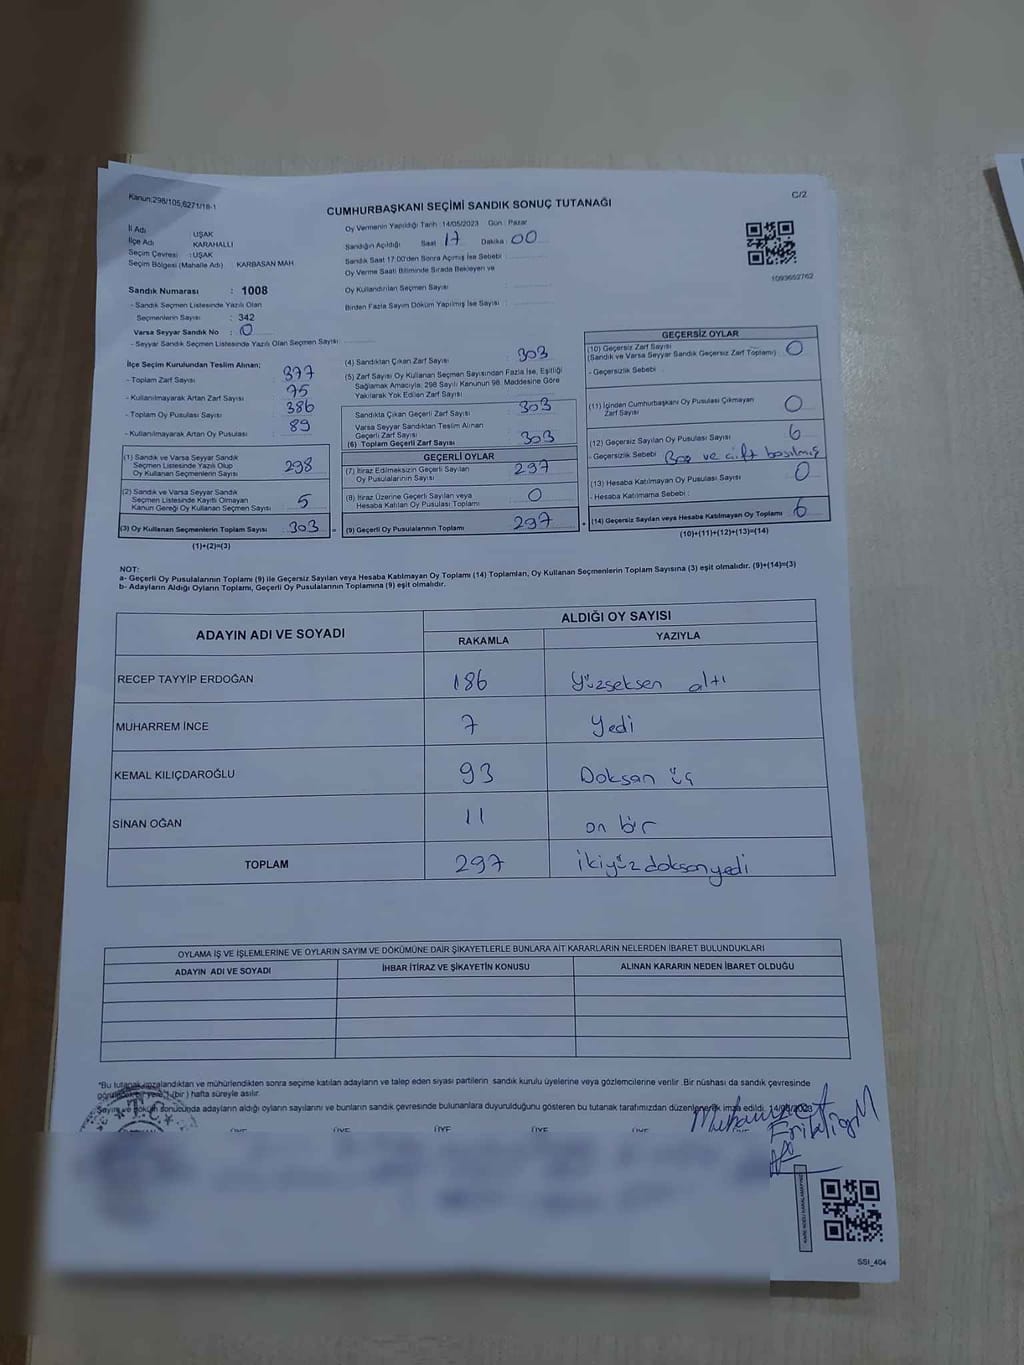 Kanun:298/105,6271/18-1
C/2
CUMHURBAŞKANI SEÇİMİ SANDIK SONUÇ TUTANAĞI
İl Adı : UŞAK
İlçe Adı : KARAHALLI
Seçim Çevresi : UŞAK
Seçim Bölgesi (Mahalle Adı) : KARBASAN MAH
Sandık Numarası : 1008
- Sandık Seçmen Listesinde Yazılı Olan
Seçmenlerin Sayısı : 342
Varsa Seyyar Sandık No : 0
- Seyyar Sandık Seçmen Listesinde Yazılı Olan Seçmen Sayısı :
Oy Vermenin Yapıldığı Tarih : 14/05/2023 Gün : Pazar
Sandığın Açıldığı Saat 17 Dakika 00
Sandık Saat 17:00'den Sonra Açılmış İse Sebebi :
Oy Verme Saati Bitiminde Sırada Bekleyen ve
Oy Kullandırılan Seçmen Sayısı :
Birden Fazla Sayım Döküm Yapılmış İse Sayısı :
1093652762
İlçe Seçim Kurulundan Teslim Alınan:
- Toplam Zarf Sayısı : 377
- Kullanılmayarak Artan Zarf Sayısı : 75
- Toplam Oy Pusulası Sayısı : 386
- Kullanılmayarak Artan Oy Pusulası : 89
(1) Sandık ve Varsa Seyyar Sandık
Seçmen Listesinde Yazılı Olup
Oy Kullanan Seçmenlerin Sayısı 298
(2) Sandık ve Varsa Seyyar Sandık
Seçmen Listesinde Kayıtlı Olmayan
Kanun Gereği Oy Kullanan Seçmen Sayısı 5
(3) Oy Kullanan Seçmenlerin Toplam Sayısı 303 =
(1)+(2)=(3)
(4) Sandıktan Çıkan Zarf Sayısı : 303
(5) Zarf Sayısı Oy Kullanan Seçmen Sayısından Fazla İse, Eşitliği
Sağlamak Amacıyla, 298 Sayılı Kanunun 98. Maddesine Göre
Yakılarak Yok Edilen Zarf Sayısı :
Sandıkta Çıkan Geçerli Zarf Sayısı : 303
Varsa Seyyar Sandıktan Teslim Alınan
Geçerli Zarf Sayısı :
(6) Toplam Geçerli Zarf Sayısı : 303
GEÇERLİ OYLAR
(7) İtiraz Edilmeksizin Geçerli Sayılan
Oy Pusulalarının Sayısı : 297
(8) İtiraz Üzerine Geçerli Sayılan veya
Hesaba Katılan Oy Pusulası Toplamı : 0
(9) Geçerli Oy Pusulalarının Toplamı : 297 +
GEÇERSİZ OYLAR
(10) Geçersiz Zarf Sayısı
(Sandık ve Varsa Seyyar Sandık Geçersiz Zarf Toplamı) : 0
- Geçersizlik Sebebi :
(11) İçinden Cumhurbaşkanı Oy Pusulası Çıkmayan
Zarf Sayısı : 0
(12) Geçersiz Sayılan Oy Pusulası Sayısı : 6
- Geçersizlik Sebebi : Boş ve çift basılmış
(13) Hesaba Katılmayan Oy Pusulası Sayısı : 0
- Hesaba Katılmama Sebebi :
(14) Geçersiz Sayılan veya Hesaba Katılmayan Oy Toplamı : 6
(10)+(11)+(12)+(13)=(14)
NOT:
a- Geçerli Oy Pusulalarının Toplamı (9) ile Geçersiz Sayılan veya Hesaba Katılmayan Oy Toplamı (14) Toplamları, Oy Kullanan Seçmenlerin Toplam Sayısına (3) eşit olmalıdır. (9)+(14)=(3)
b- Adayların Aldığı Oyların Toplamı, Geçerli Oy Pusulalarının Toplamına (9) eşit olmalıdır.
ADAYIN ADI VE SOYADI
ALDIĞI OY SAYISI
RAKAMLA YAZIYLA
RECEP TAYYİP ERDOĞAN 186 Yüzseksen altı
MUHARREM İNCE 7 Yedi
KEMAL KILIÇDAROĞLU 93 Doksan üç
SİNAN OĞAN 11 on bir
TOPLAM 297 ikiyüz doksanyedi
OYLAMA İŞ VE İŞLEMLERİNE VE OYLARIN SAYIM VE DÖKÜMÜNE DAİR ŞİKAYETLERLE BUNLARA AİT KARARLARIN NELERDEN İBARET BULUNDUKLARI
ADAYIN ADI VE SOYADI İHBAR İTİRAZ VE ŞİKAYETİN KONUSU ALINAN KARARIN NEDEN İBARET OLDUĞU
"Bu tutanak imzalandıktan ve mühürlendikten sonra seçime katılan adayların ve talep eden siyasi partilerin sandık kurulu üyelerine veya gözlemcilerine verilir. Bir nüshası da sandık çevresinde
(bir) hafta süreyle asılır.
sonucunda adayların aldığı oyların sayılarını ve bunların sandık çevresinde bulunanlara duyurulduğunu gösteren bu tutanak tarafımızdan düzenlenerek imza edildi. 14/05/2023
T.C.
ÜYE ÜYE ÜYE ÜYE ÜYE
SSI_404